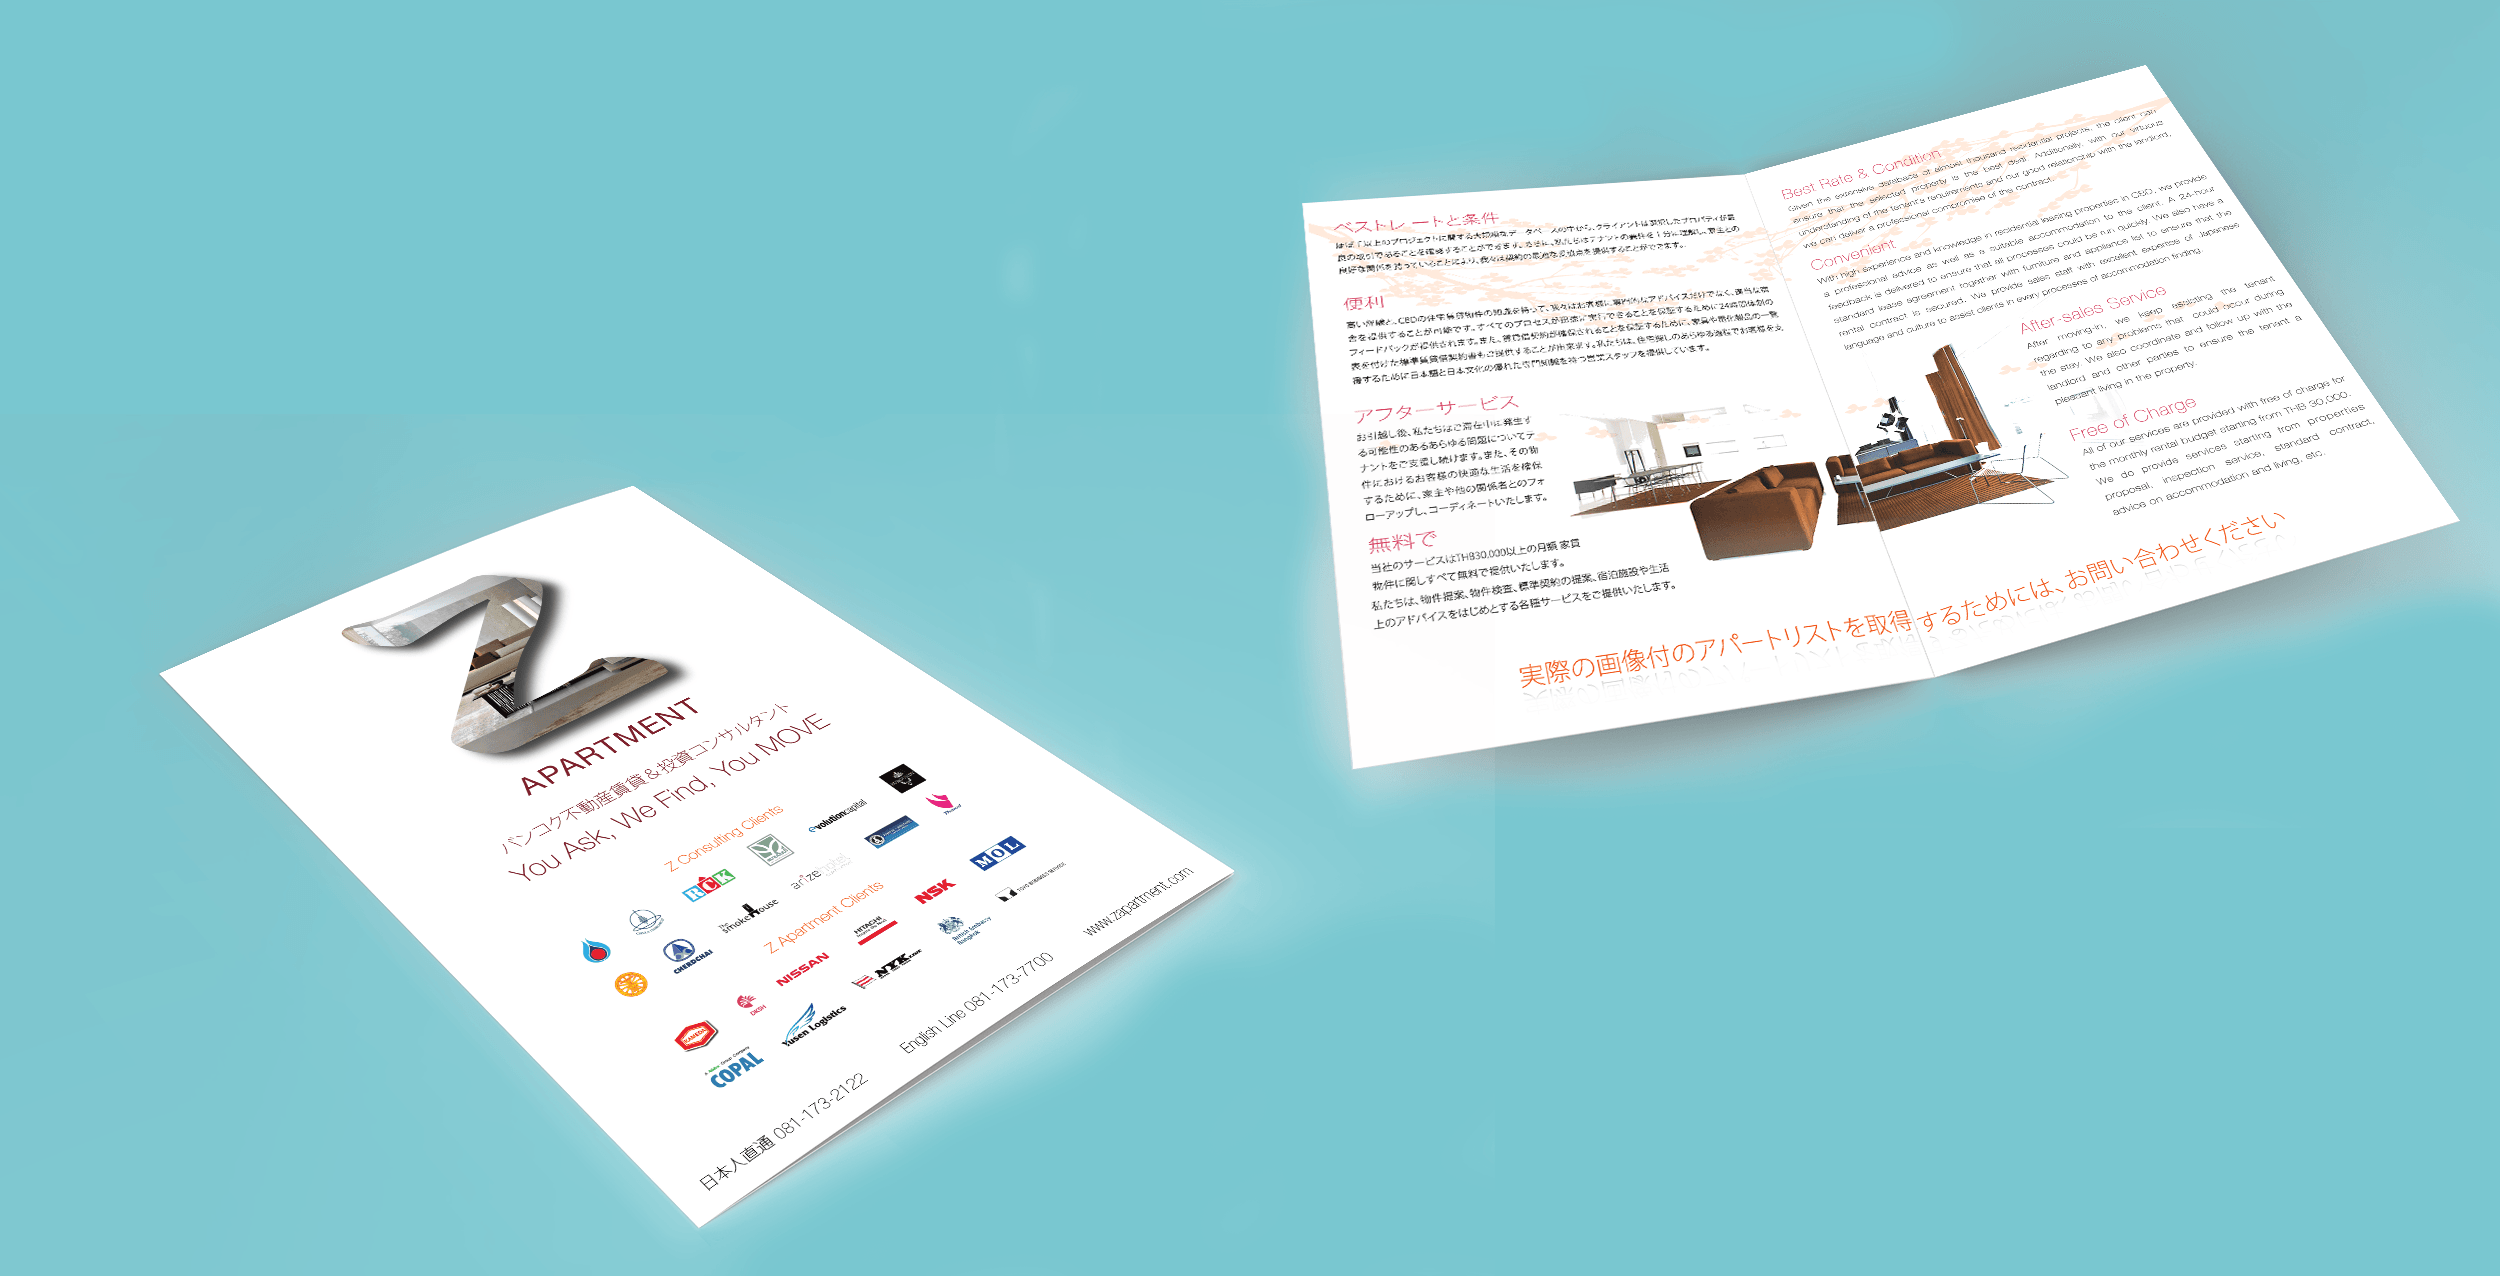 Z
APARTMENT
バンコク不動産賃貸＆投資コンサルタント
You Ask, We Find, You MOVE
Z Consulting Clients
RCK
evolutioncapital
The Smoke House
arize
CHERDCHAI
Z Apartment Clients
DKSH
NISSAN
HITACHI
NSK
MOL
Yusen Logistics
NYK LINE
British Embassy
Bangkok
COPAL
日本人直通 081-173-2122
English Line 081-173-7700
www.zapartment.com
ベストレートと条件
便利
アフターサービス
お引越し後、私たちはご滞在中に発生す
る可能性のあるあらゆる問題についてテ
ナントをご支援し続けます。また、その物
件におけるお客様の快適な生活を確保
するために、家主や他の関係者とのフォ
ローアップし、コーディネートいたします。
無料で
当社のサービスはTHB30,000以上の月額 家賃
物件に関しすべて無料で提供いたします。
私たちは、物件提案、物件検査、標準契約の提案、宿泊施設や生活
上のアドバイスをはじめとする各種サービスをご提供いたします。
Best Rate & Condition
Given the extensive database of almost thousand residential projects, the client can
ensure that the selected property is the best deal. Additionally, with our virtuous
understanding of the tenant's requirements and our good relationship with the landlord,
we can deliver a professional compromise of the contract.
Convenient
With high experience and knowledge in residential leasing properties in CBD, we provide
a professional advice as well as a suitable accommodation to the client. A 24-hour
feedback is delivered to ensure that all processes could be run quickly. We also have a
standard lease agreement together with furniture and appliance list to ensure that the
rental contract is secured. We provide sales staff with excellent expertise of Japanese
language and culture to assist clients in every processes of accommodation finding.
After-sales Service
After moving-in, we keep assisting the tenant
regarding to any problems that could occur during
the stay. We also coordinate and follow up with the
landlord and other parties to ensure the tenant a
pleasant living in the property.
Free of Charge
All of our services are provided with free of charge for
the monthly rental budget starting from THB 30,000.
We do provide services starting from properties
proposal, inspection service, standard contract,
advice on accommodation and living, etc.
実際の画像付のアパートリストを取得するためには、お問い合わせください